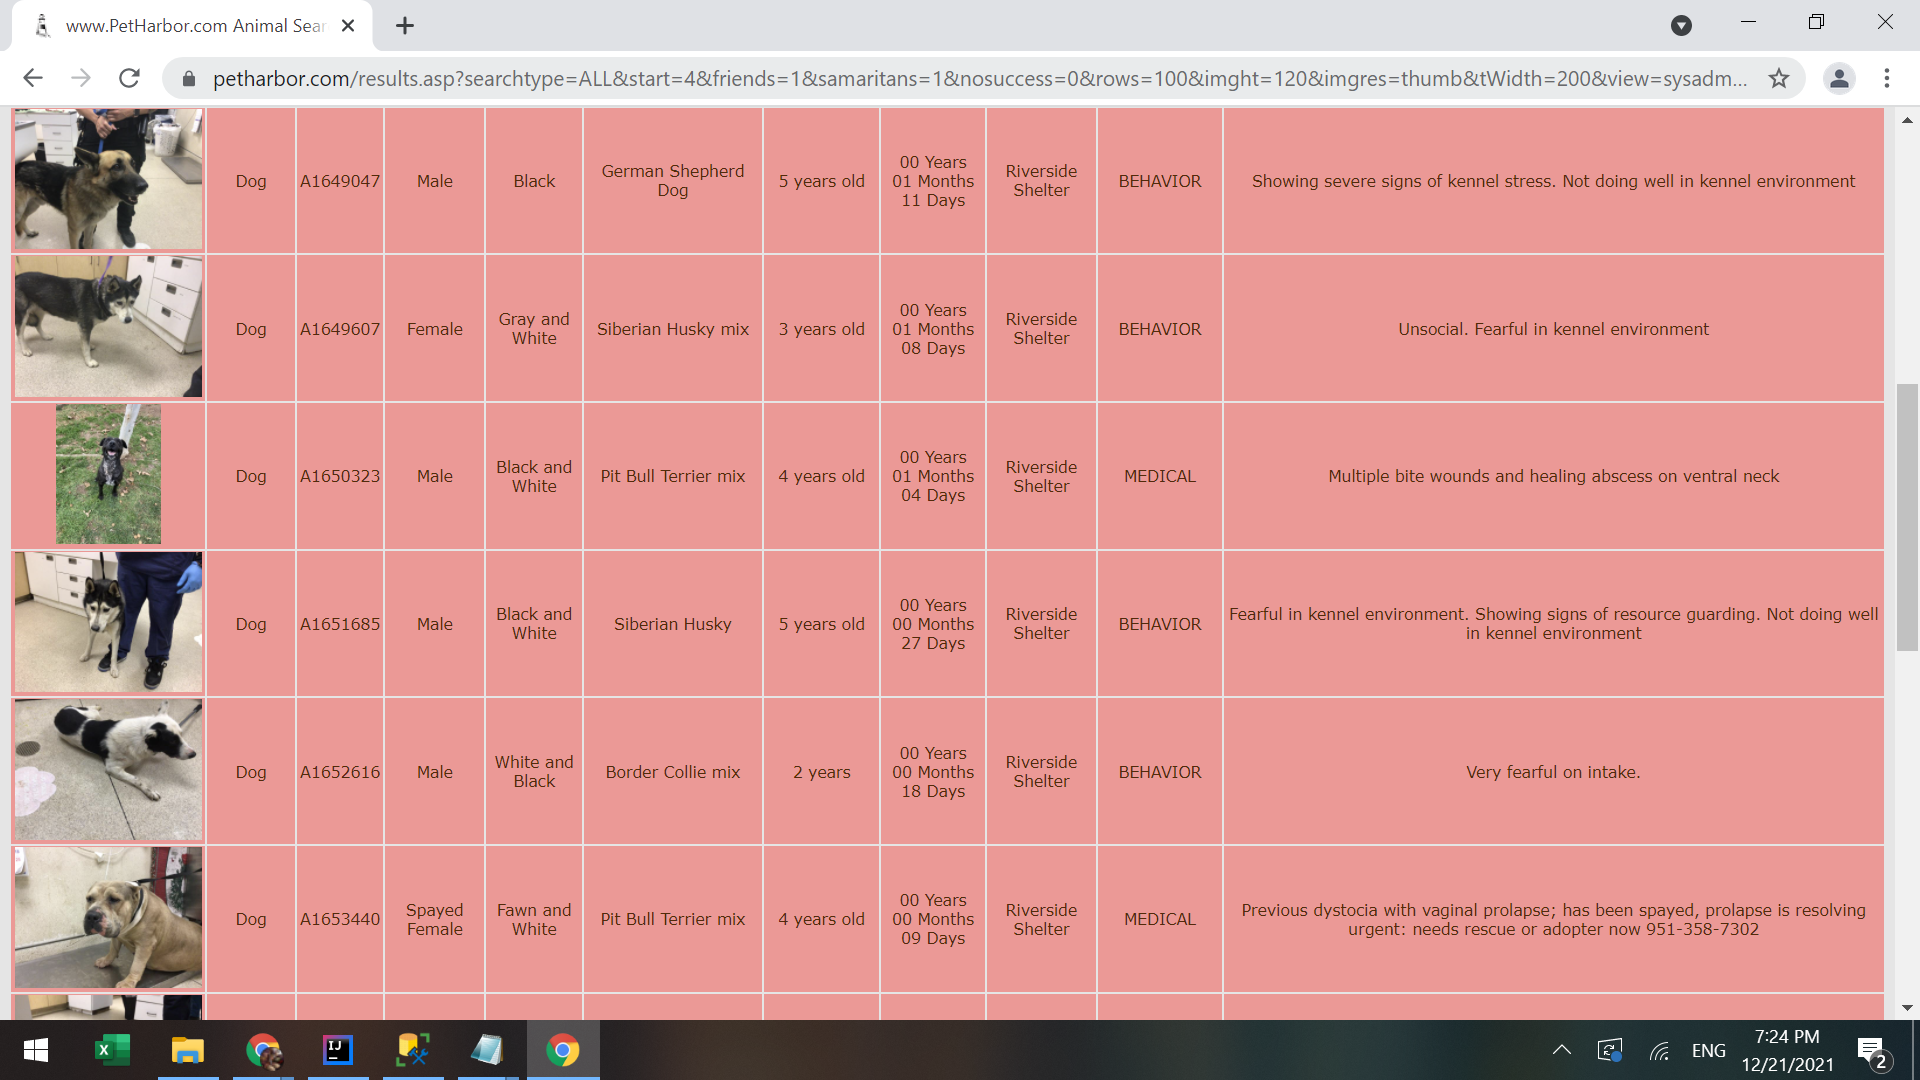 www.PetHarbor.com Animal Sear
petharbor.com/results.asp?searchtype=ALL&start=4&friends=1&samaritans=1&nosuccess=0&rows=100&imght=120&imgres=thumb&tWidth=200&view=sysadm...
Dog
A1649047
Male
Black
German Shepherd
Dog
5 years old
00 Years
01 Months
11 Days
Riverside
Shelter
BEHAVIOR
Showing severe signs of kennel stress. Not doing well in kennel environment
Dog
A1649607
Female
Gray and
White
Siberian Husky mix
3 years old
00 Years
01 Months
08 Days
Riverside
Shelter
BEHAVIOR
Unsocial. Fearful in kennel environment
Dog
A1650323
Male
Black and
White
Pit Bull Terrier mix
4 years old
00 Years
01 Months
04 Days
Riverside
Shelter
MEDICAL
Multiple bite wounds and healing abscess on ventral neck
Dog
A1651685
Male
Black and
White
Siberian Husky
5 years old
00 Years
00 Months
27 Days
Riverside
Shelter
BEHAVIOR
Fearful in kennel environment. Showing signs of resource guarding. Not doing well
in kennel environment
Dog
A1652616
Male
White and
Black
Border Collie mix
2 years
00 Years
00 Months
18 Days
Riverside
Shelter
BEHAVIOR
Very fearful on intake.
Dog
A1653440
Spayed
Female
Fawn and
White
Pit Bull Terrier mix
4 years old
00 Years
00 Months
09 Days
Riverside
Shelter
MEDICAL
Previous dystocia with vaginal prolapse; has been spayed, prolapse is resolving
urgent: needs rescue or adopter now 951-358-7302
X
IJ
ENG
7:24 PM
12/21/2021
2